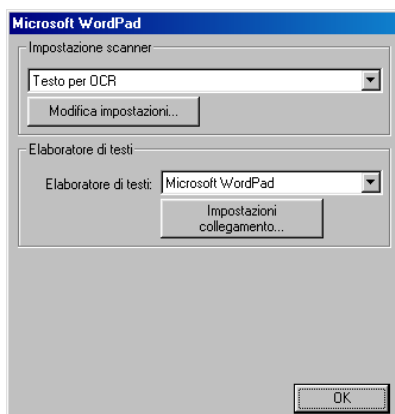 Microsoft WordPad
Impostazione scanner
Testo per OCR
Modifica impostazioni...
Elaboratore di testi
Elaboratore di testi: Microsoft WordPad
Impostazioni
collegamento...
OK